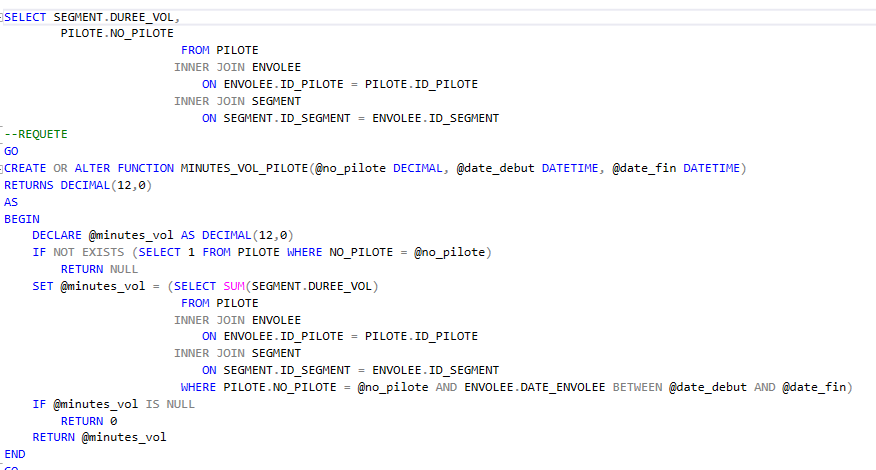 SELECT SEGMENT.DUREE_VOL,
PILOTE.NO_PILOTE
FROM PILOTE
INNER JOIN ENVOLEE
ON ENVOLEE.ID_PILOTE = PILOTE.ID_PILOTE
INNER JOIN SEGMENT
ON SEGMENT.ID_SEGMENT = ENVOLEE.ID_SEGMENT
--REQUETE
GO
CREATE OR ALTER FUNCTION MINUTES_VOL_PILOTE(@no_pilote DECIMAL, @date_debut DATETIME, @date_fin DATETIME)
RETURNS DECIMAL(12,0)
AS
BEGIN
DECLARE @minutes_vol AS DECIMAL(12,0)
IF NOT EXISTS (SELECT 1 FROM PILOTE WHERE NO_PILOTE = @no_pilote)
RETURN NULL
SET @minutes_vol = (SELECT SUM(SEGMENT.DUREE_VOL)
FROM PILOTE
INNER JOIN ENVOLEE
ON ENVOLEE.ID_PILOTE = PILOTE.ID_PILOTE
INNER JOIN SEGMENT
ON SEGMENT.ID_SEGMENT = ENVOLEE.ID_SEGMENT
WHERE PILOTE.NO_PILOTE = @no_pilote AND ENVOLEE.DATE_ENVOLEE BETWEEN @date_debut AND @date_fin)
IF @minutes_vol IS NULL
RETURN 0
RETURN @minutes_vol
END
GO